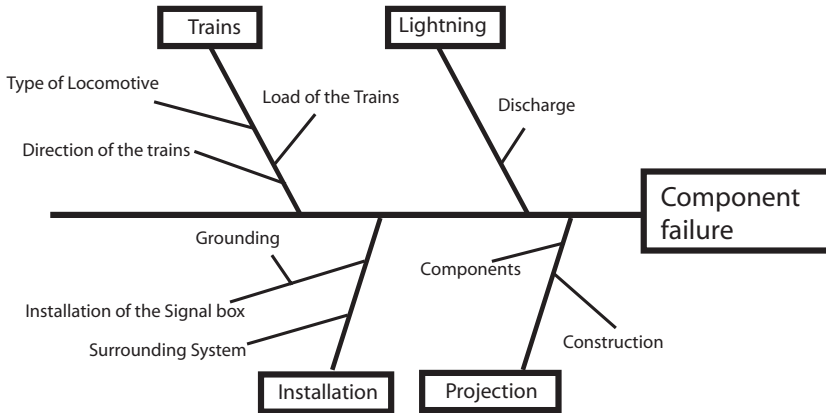 Trains
Lightning
Type of Locomotive
Load of the Trains
Discharge
Direction of the trains
Component
failure
Grounding
Components
Installation of the Signal box
Surrounding System
Construction
Installation
Projection